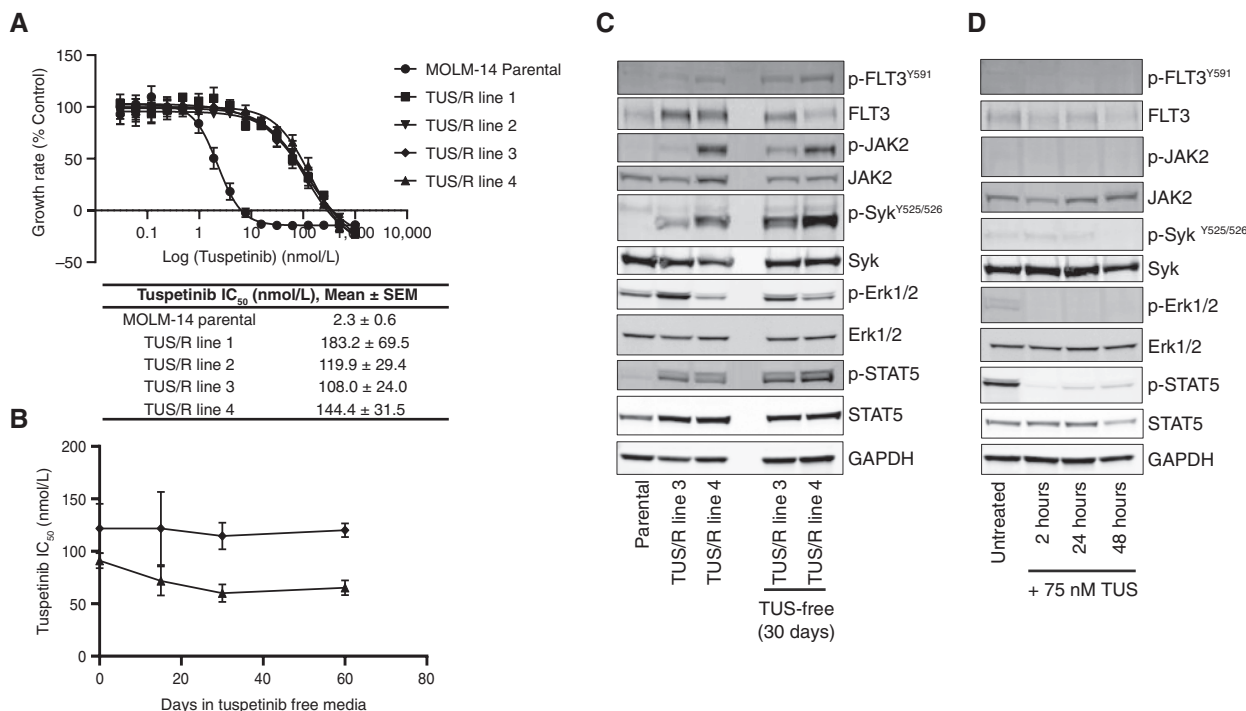 A
150
100
50
0
–50
Growth rate (% Control)
0.1
1
10
100
1,000
10,000
Log (Tuspetinib) (nmol/L)
MOLM-14 Parental
TUS/R line 1
TUS/R line 2
TUS/R line 3
TUS/R line 4
Tuspetinib IC50 (nmol/L), Mean ± SEM
MOLM-14 parental 2.3 ± 0.6
TUS/R line 1 183.2 ± 69.5
TUS/R line 2 119.9 ± 29.4
TUS/R line 3 108.0 ± 24.0
TUS/R line 4 144.4 ± 31.5
B
200
150
100
50
0
Tuspetinib IC50 (nmol/L)
0
20
40
60
80
Days in tuspetinib free media
C
p-FLT3Y591
FLT3
p-JAK2
JAK2
p-SykY525/526
Syk
p-Erk1/2
Erk1/2
p-STAT5
STAT5
GAPDH
Parental
TUS/R line 3
TUS/R line 4
TUS/R line 3
TUS/R line 4
TUS-free
(30 days)
D
p-FLT3Y591
FLT3
p-JAK2
JAK2
p-Syk Y525/526
Syk
p-Erk1/2
Erk1/2
p-STAT5
STAT5
GAPDH
Untreated
2 hours
24 hours
48 hours
+ 75 nM TUS